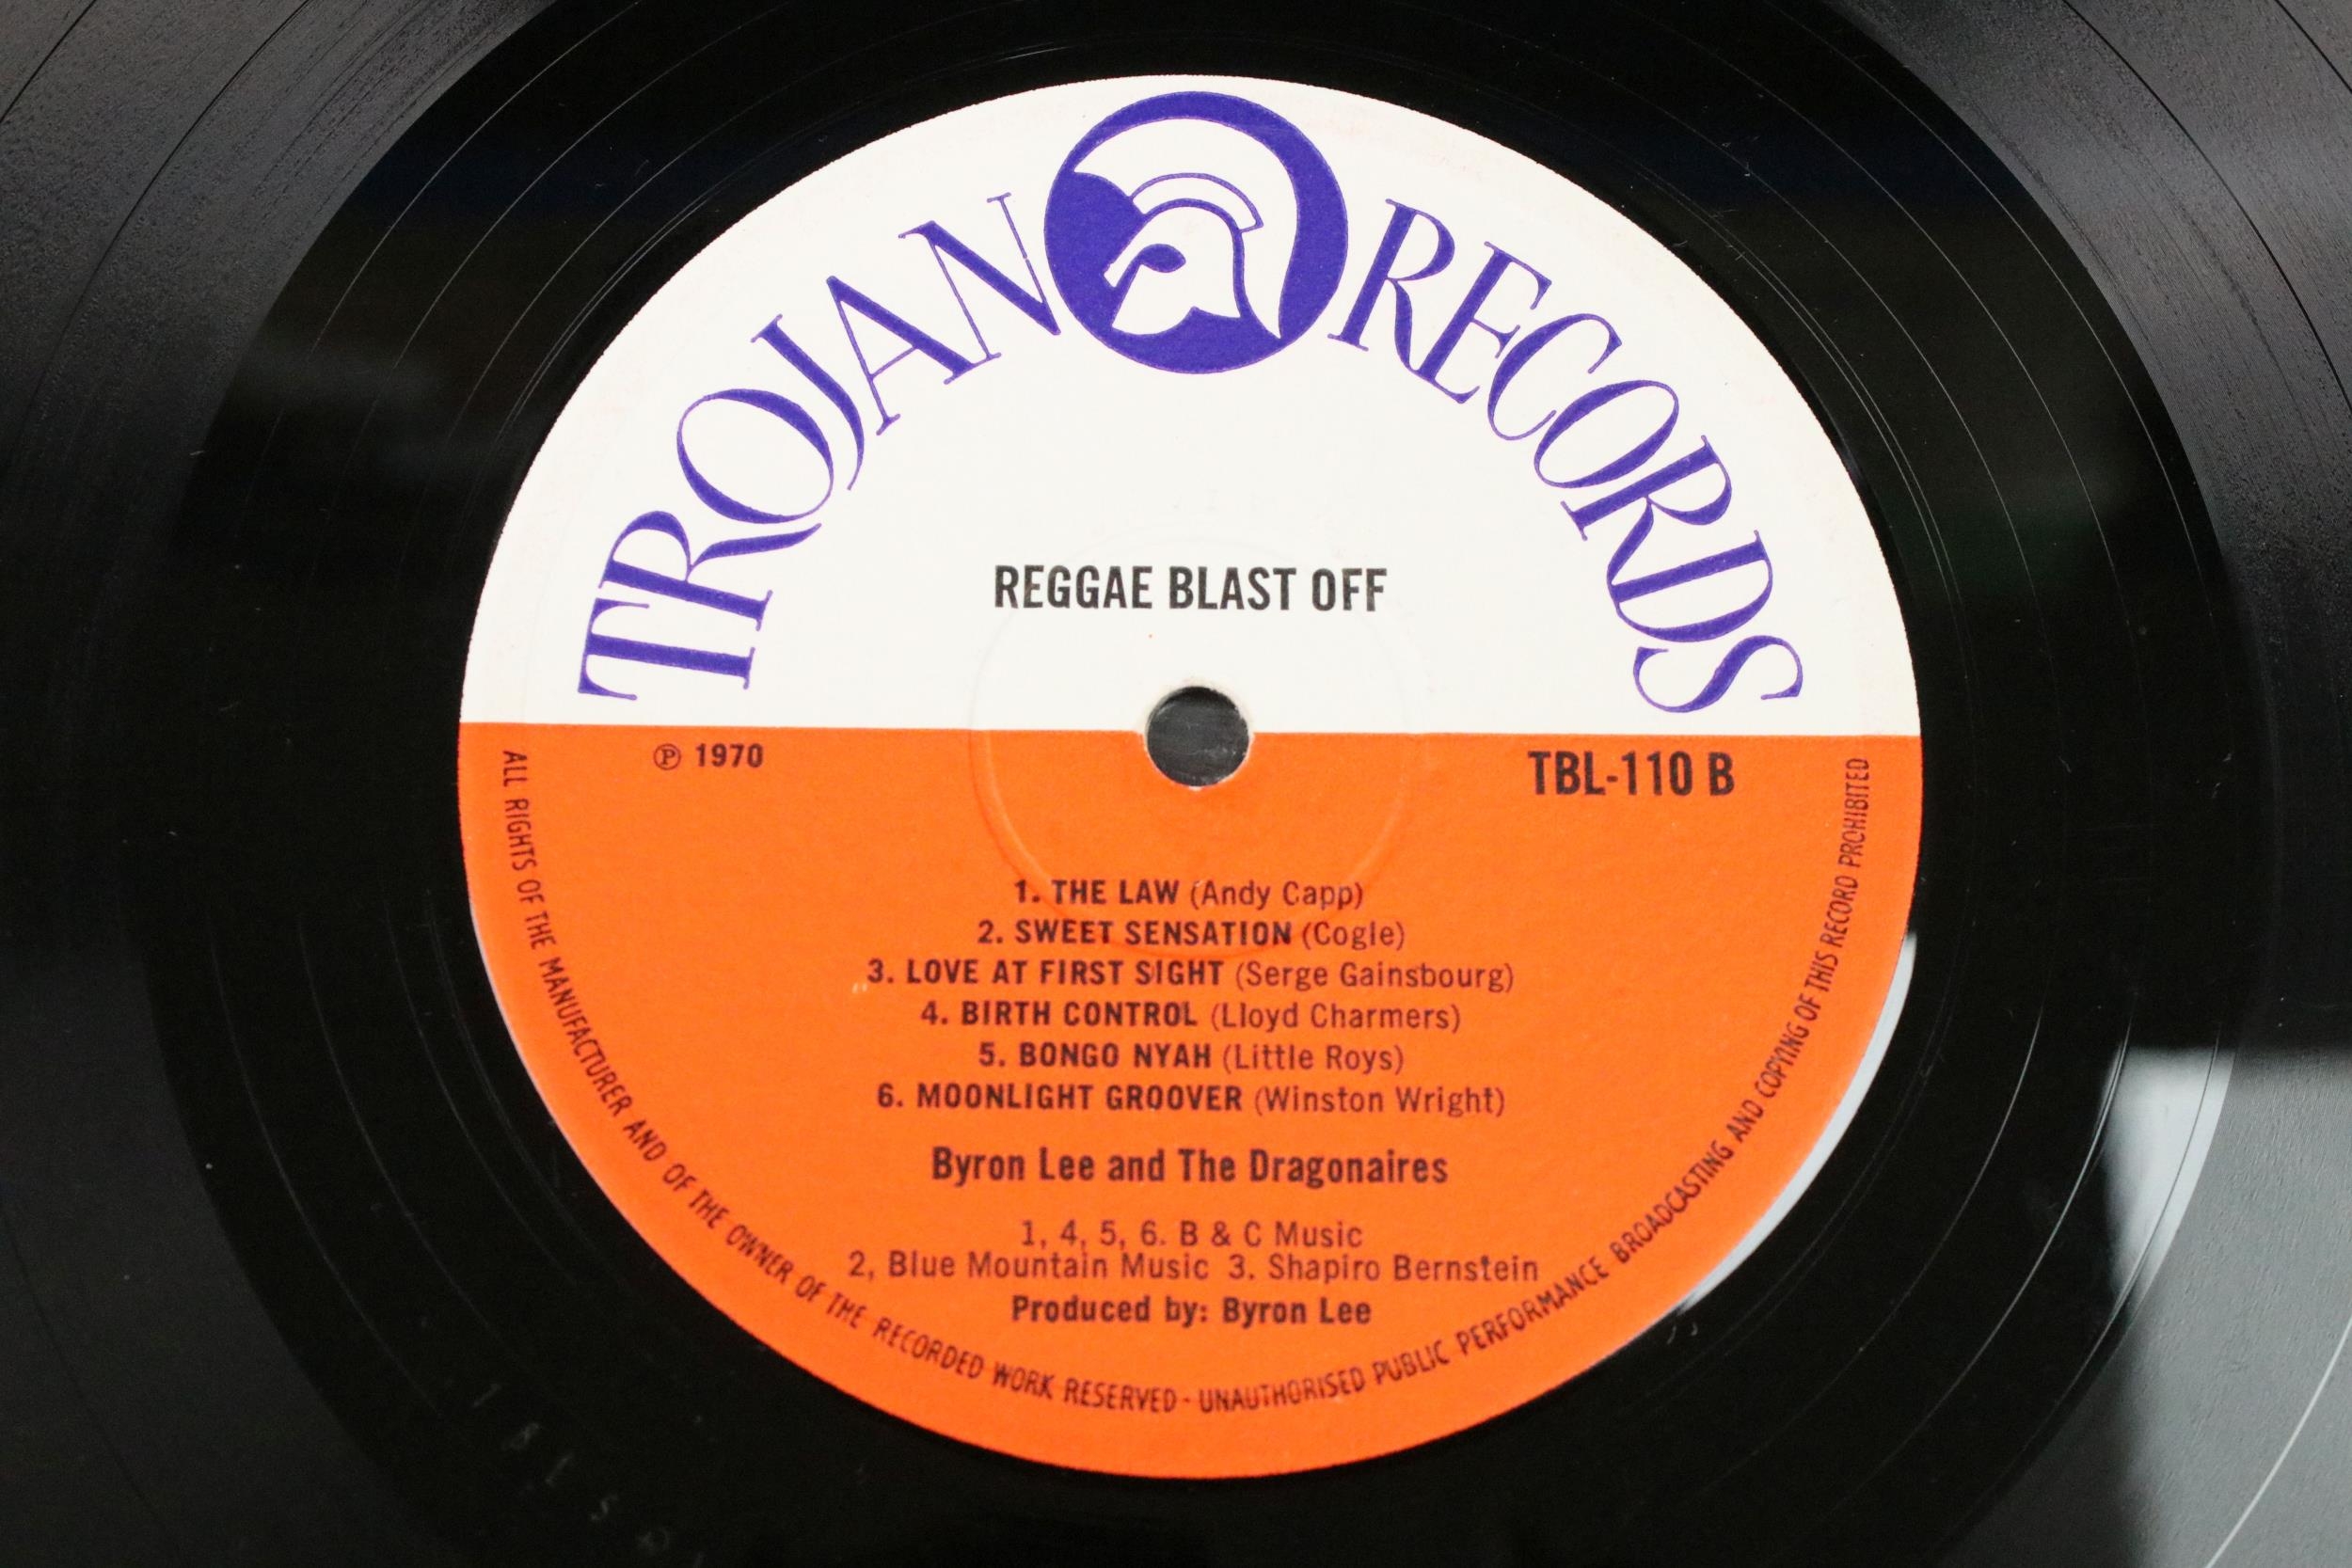 TROJAN RECORDS
REGGAE BLAST OFF
℗ 1970
TBL-110 B
1. THE LAW (Andy Capp)
2. SWEET SENSATION (Cogle)
3. LOVE AT FIRST SIGHT (Serge Gainsbourg)
4. BIRTH CONTROL (Lloyd Charmers)
5. BONGO NYAH (Little Roys)
6. MOONLIGHT GROOVER (Winston Wright)
Byron Lee and The Dragonaires
1, 4, 5, 6. B & C Music
2, Blue Mountain Music 3. Shapiro Bernstein
Produced by: Byron Lee
ALL RIGHTS OF THE MANUFACTURER AND OF THE OWNER OF THE RECORDED WORK RESERVED - UNAUTHORISED PUBLIC PERFORMANCE BROADCASTING AND COPYING OF THIS RECORD PROHIBITED